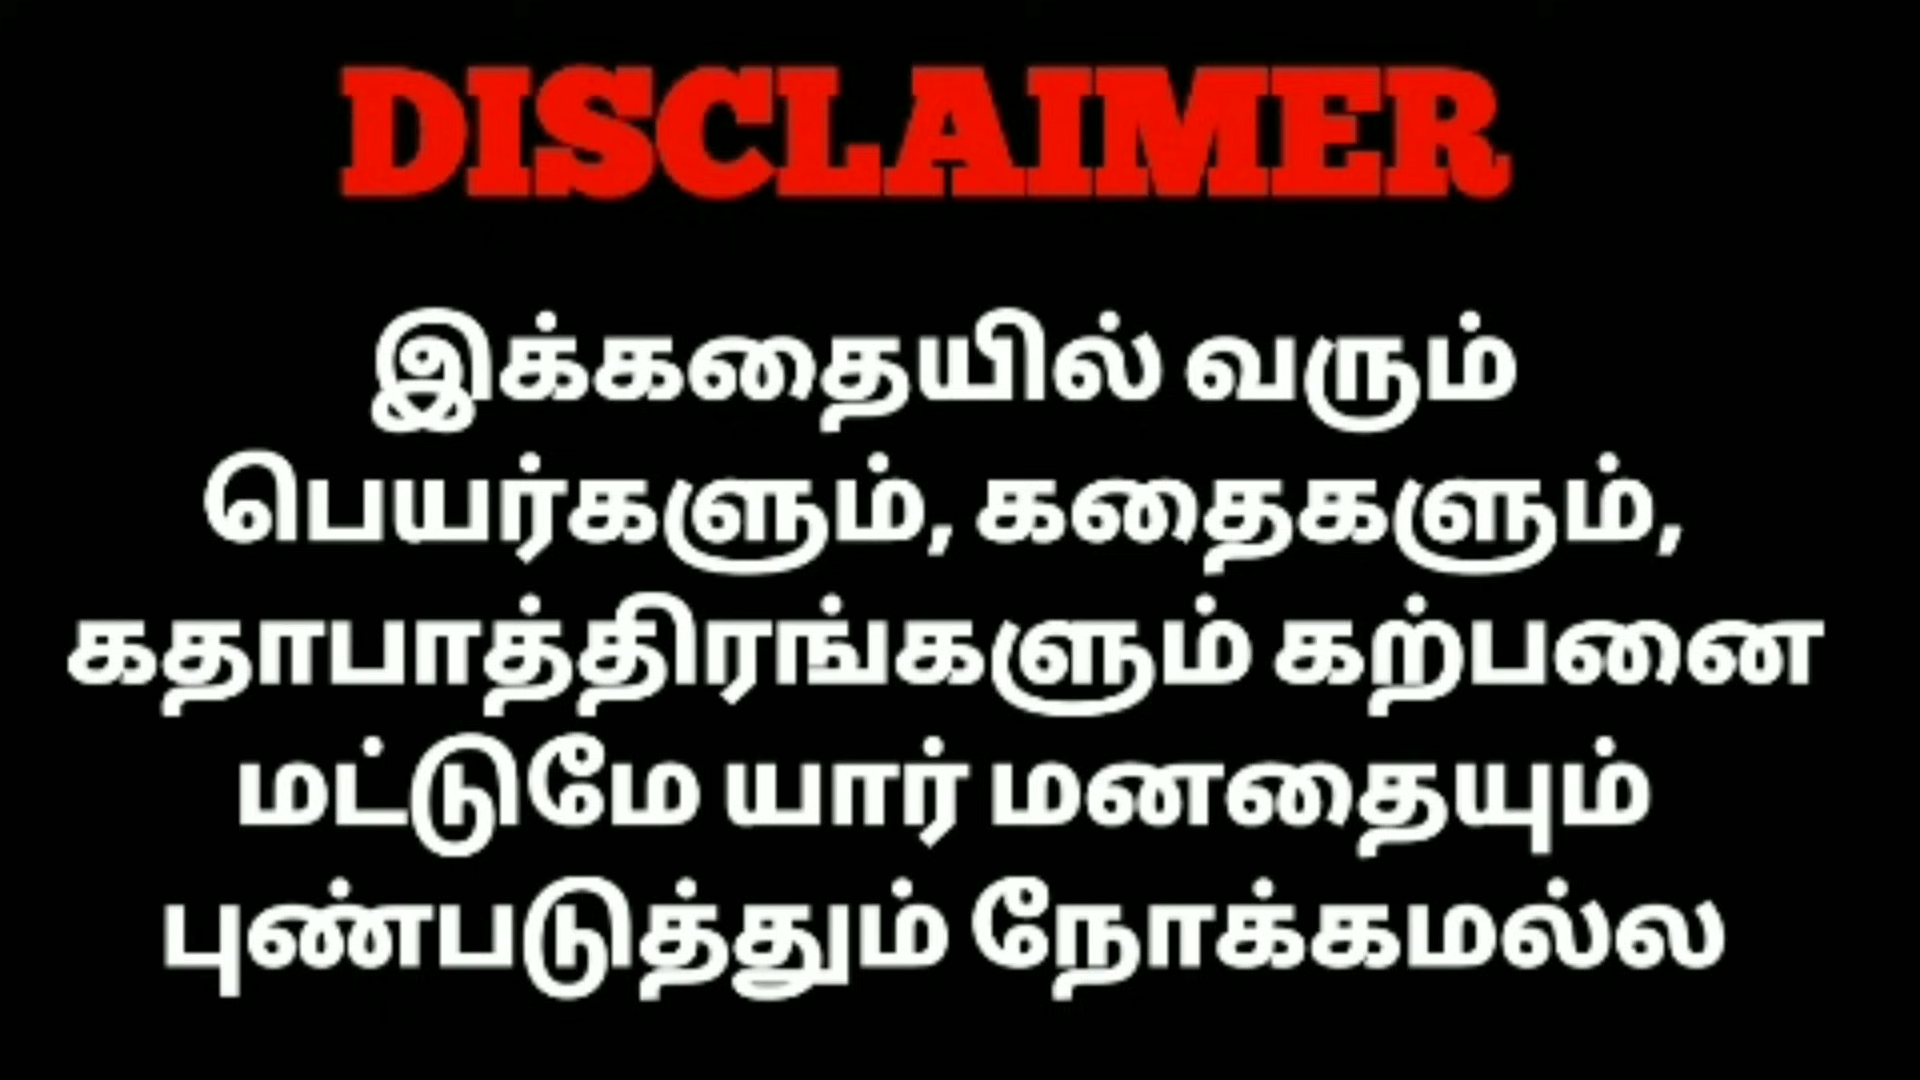 DISCLAIMER
இக்கதையில் வரும்
பெயர்களும், கதைகளும்,
கதாபாத்திரங்களும் கற்பனை
மட்டுமே யார் மனதையும்
புண்படுத்தும் நோக்கமல்ல